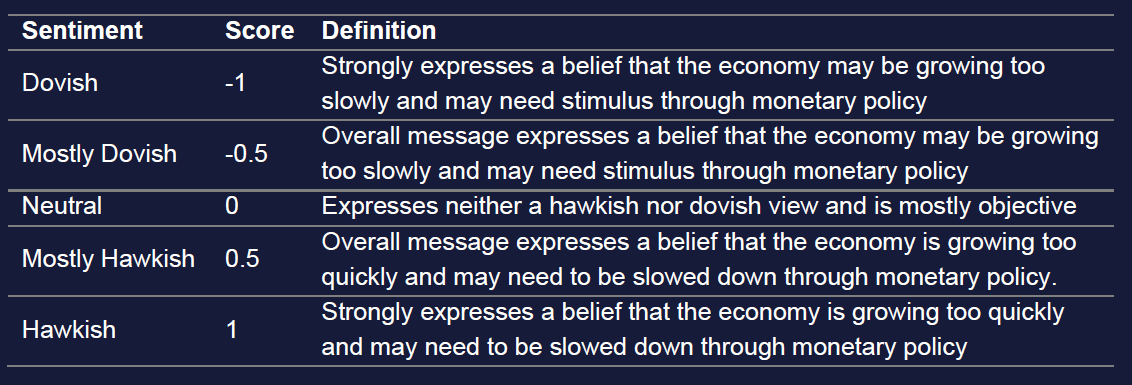 Sentiment Score Definition
Dovish -1 Strongly expresses a belief that the economy may be growing too
slowly and may need stimulus through monetary policy
Mostly Dovish -0.5 Overall message expresses a belief that the economy may be growing
too slowly and may need stimulus through monetary policy
Neutral 0 Expresses neither a hawkish nor dovish view and is mostly objective
Mostly Hawkish 0.5 Overall message expresses a belief that the economy is growing too
quickly and may need to be slowed down through monetary policy.
Hawkish 1 Strongly expresses a belief that the economy is growing too quickly
and may need to be slowed down through monetary policy